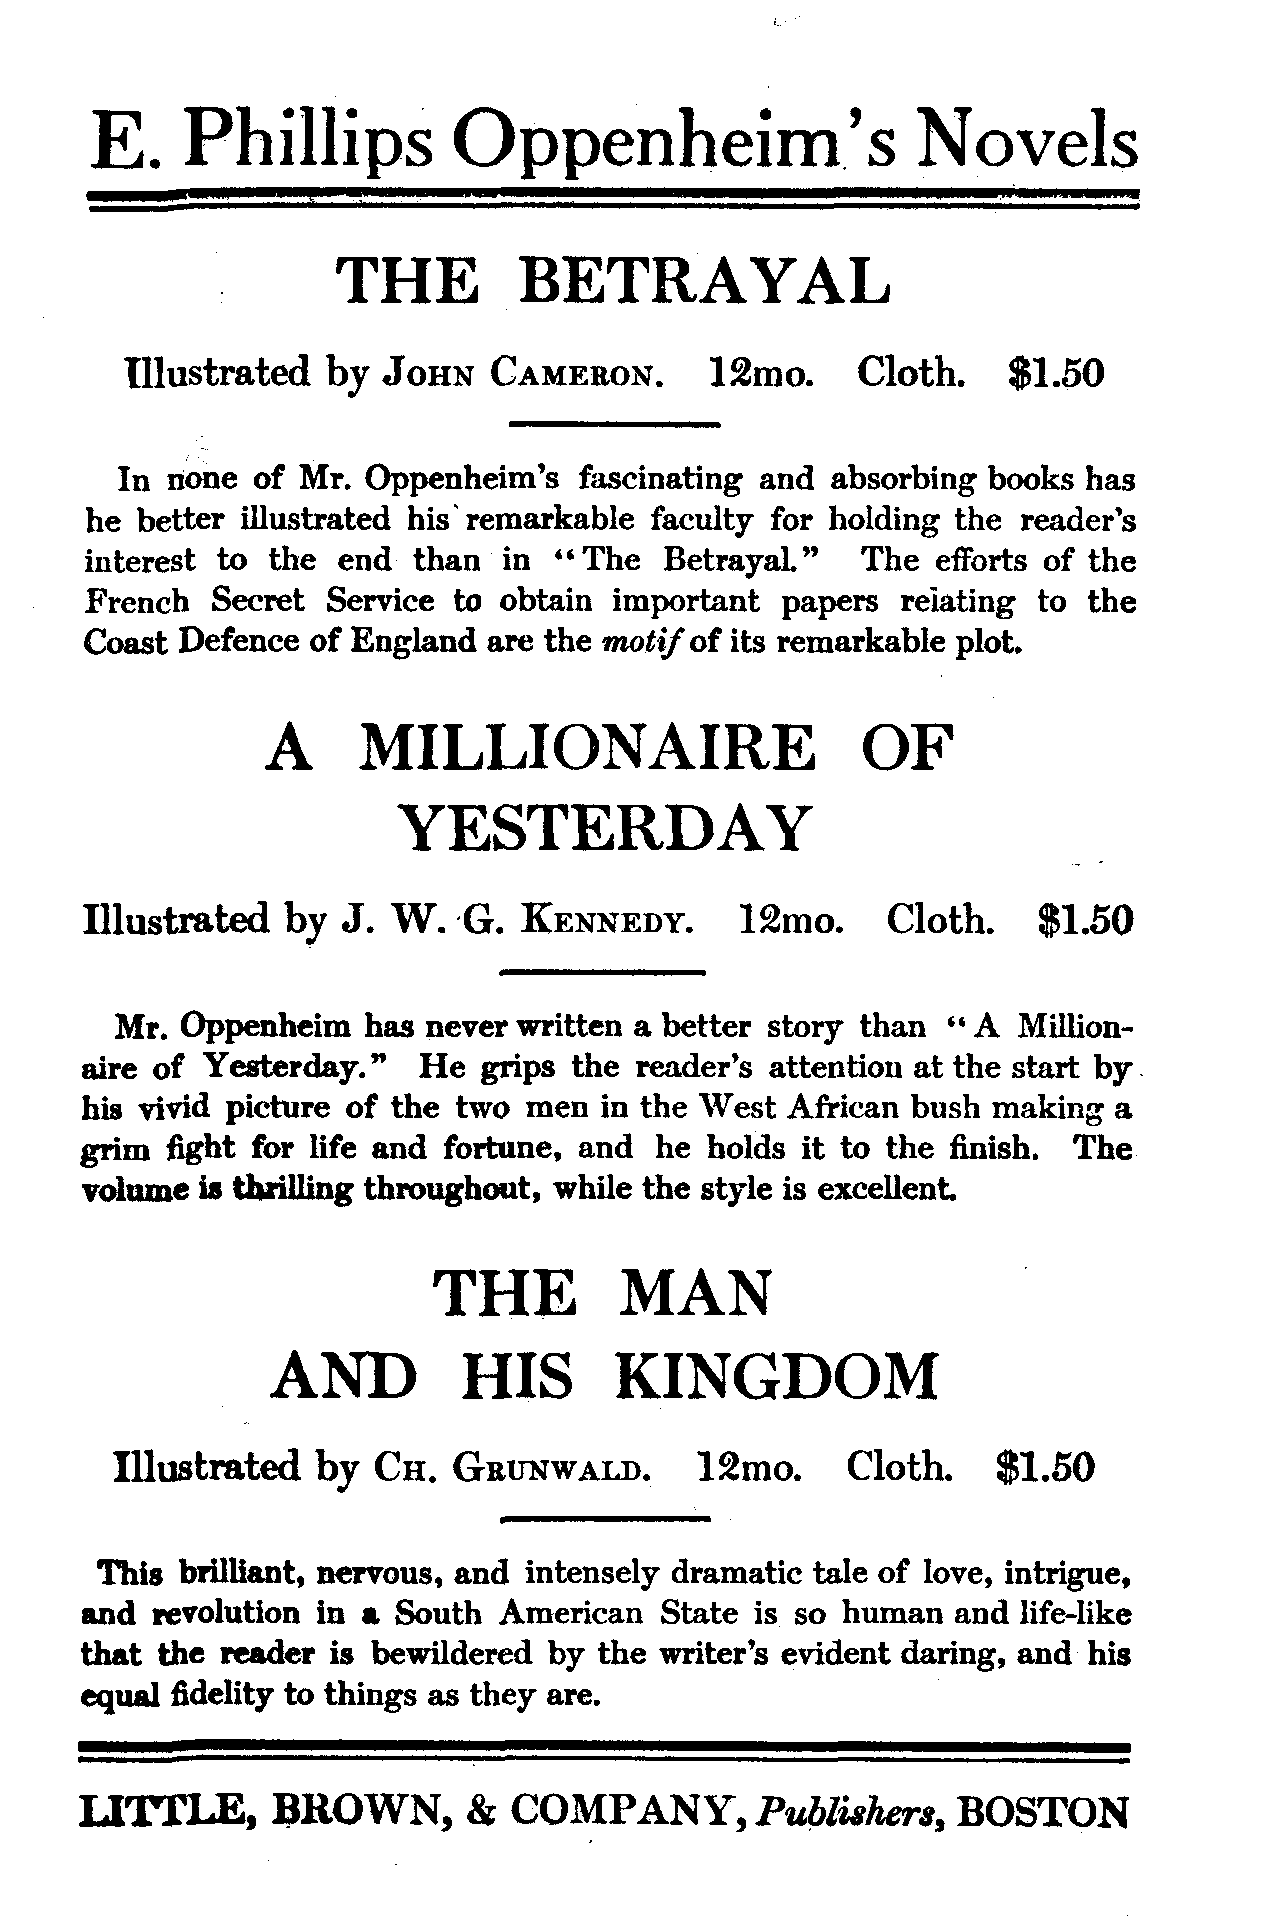 E. Phillips Oppenheim's Novels
THE BETRAYAL
Illustrated by JOHN CAMERON. 12mo. Cloth. $1.50
In none of Mr. Oppenheim's fascinating and absorbing books has
he better illustrated his remarkable faculty for holding the reader's
interest to the end than in “The Betrayal.” The efforts of the
French Secret Service to obtain important papers relating to the
Coast Defence of England are the motif of its remarkable plot.
A MILLIONAIRE OF
YESTERDAY
Illustrated by J. W. G. KENNEDY. 12mo. Cloth. $1.50
Mr. Oppenheim has never written a better story than “A Million-
aire of Yesterday.” He grips the reader's attention at the start by
his vivid picture of the two men in the West African bush making a
grim fight for life and fortune, and he holds it to the finish. The
volume is thrilling throughout, while the style is excellent.
THE MAN
AND HIS KINGDOM
Illustrated by CH. GRUNWALD. 12mo. Cloth. $1.50
This brilliant, nervous, and intensely dramatic tale of love, intrigue,
and revolution in a South American State is so human and life-like
that the reader is bewildered by the writer's evident daring, and his
equal fidelity to things as they are.
LITTLE, BROWN, & COMPANY, Publishers, BOSTON